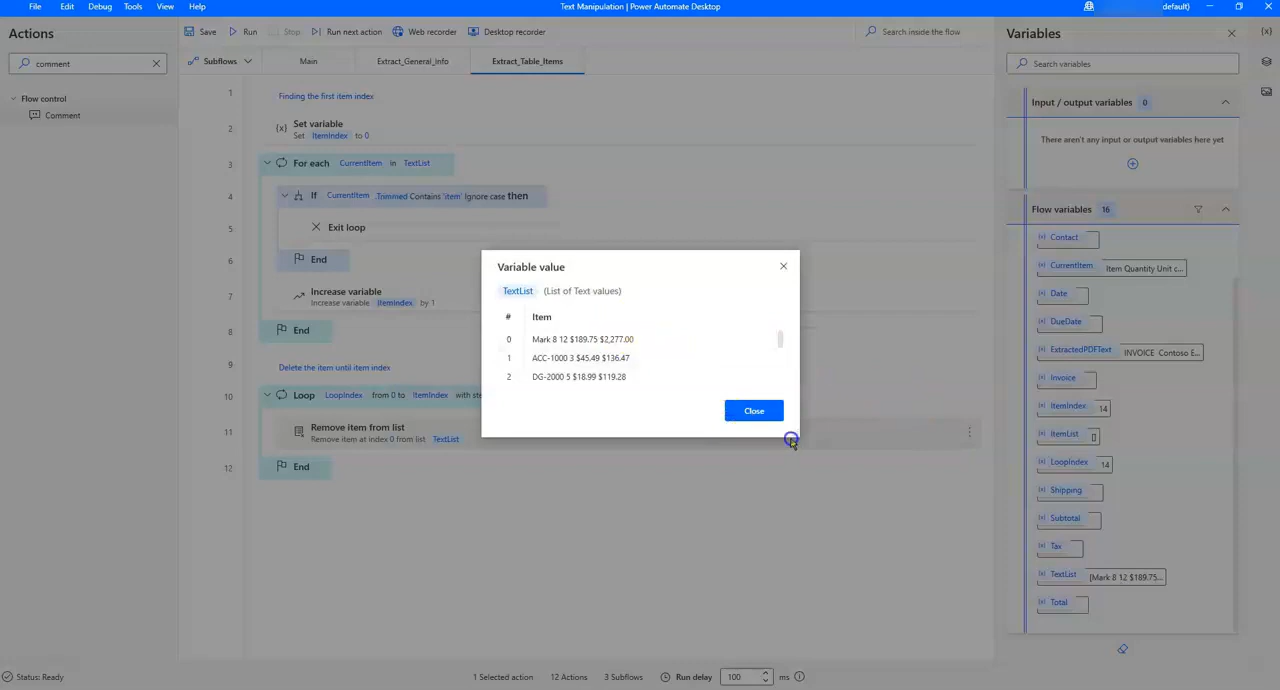 File Edit Debug Tools View Help
Text Manipulation | Power Automate Desktop
default)
Actions
comment
Flow control
Comment
Save Run Stop Run next action Web recorder Desktop recorder
Search inside the flow
Subflows Main Extract_General_Info Extract_Table_Items
1 Finding the first item index
2 Set variable
Set ItemIndex to 0
3 For each CurrentItem in TextList
4 If CurrentItem .Trimmed Contains 'item' Ignore case then
5 Exit loop
6 End
7 Increase variable
Increase variable ItemIndex by 1
8 End
9 Delete the item until item index
10 Loop LoopIndex from 0 to ItemIndex with ste
11 Remove item from list
Remove item at index 0 from list TextList
12 End
Variable value
TextList (List of Text values)
# Item
0 Mark 8 12 $189.75 $2,277.00
1 ACC-1000 3 $45.49 $136.47
2 DG-2000 5 $18.99 $119.28
Close
Variables
{x}
Search variables
Input / output variables 0
There aren't any input or output variables here yet
Flow variables 16
Contact
CurrentItem Item Quantity Unit c...
Date
DueDate
ExtractedPDFText INVOICE Contoso E...
Invoice
ItemIndex 14
ItemList []
LoopIndex 14
Shipping
Subtotal
Tax
TextList [Mark 8 12 $189.75...
Total
Status: Ready
1 Selected action 12 Actions 3 Subflows Run delay 100 ms